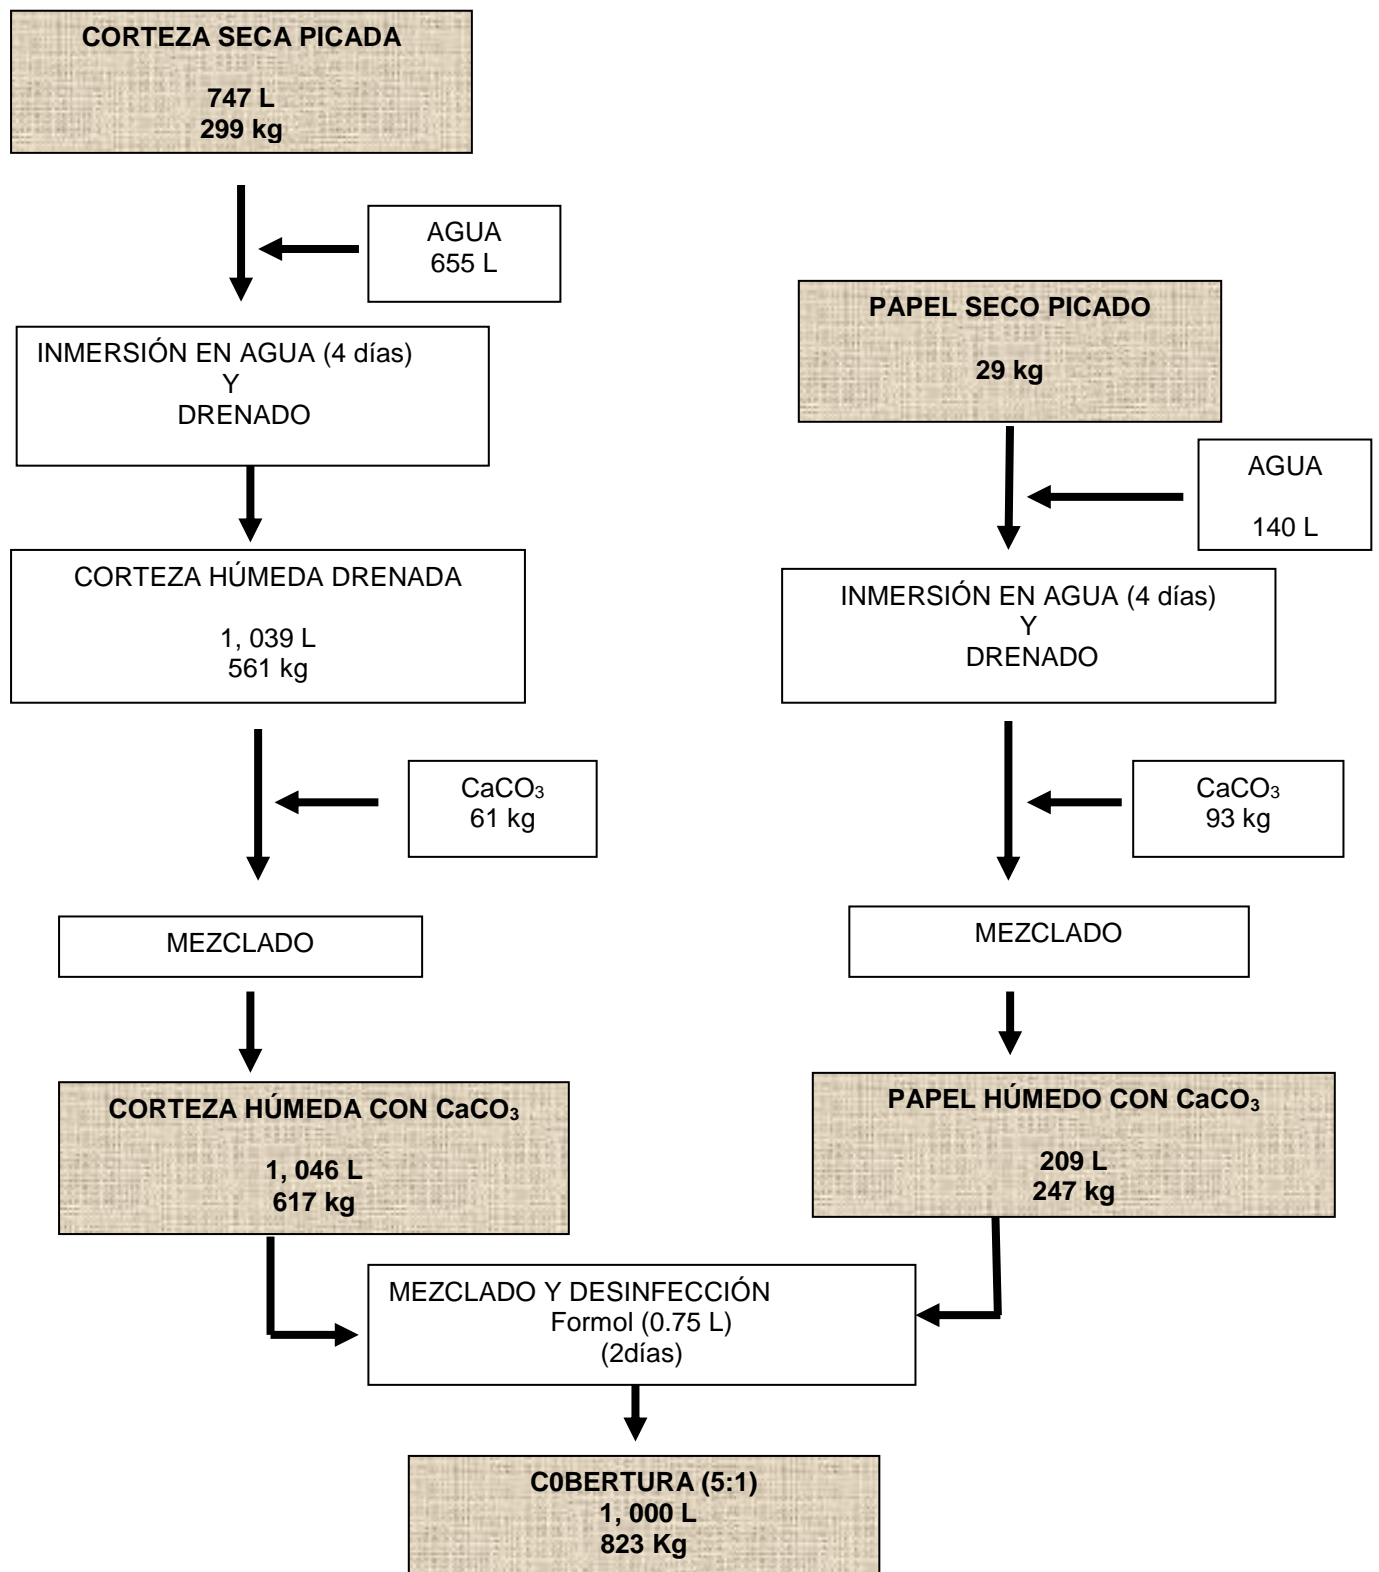 CORTEZA SECA PICADA
747 L
299 kg
AGUA
655 L
INMERSIÓN EN AGUA (4 días)
Y
DRENADO
CORTEZA HÚMEDA DRENADA
1, 039 L
561 kg
CaCO₃
61 kg
MEZCLADO
CORTEZA HÚMEDA CON CaCO₃
1, 046 L
617 kg
PAPEL SECO PICADO
29 kg
AGUA
140 L
INMERSIÓN EN AGUA (4 días)
Y
DRENADO
CaCO₃
93 kg
MEZCLADO
PAPEL HÚMEDO CON CaCO₃
209 L
247 kg
MEZCLADO Y DESINFECCIÓN
Formol (0.75 L)
(2días)
C0BERTURA (5:1)
1, 000 L
823 Kg